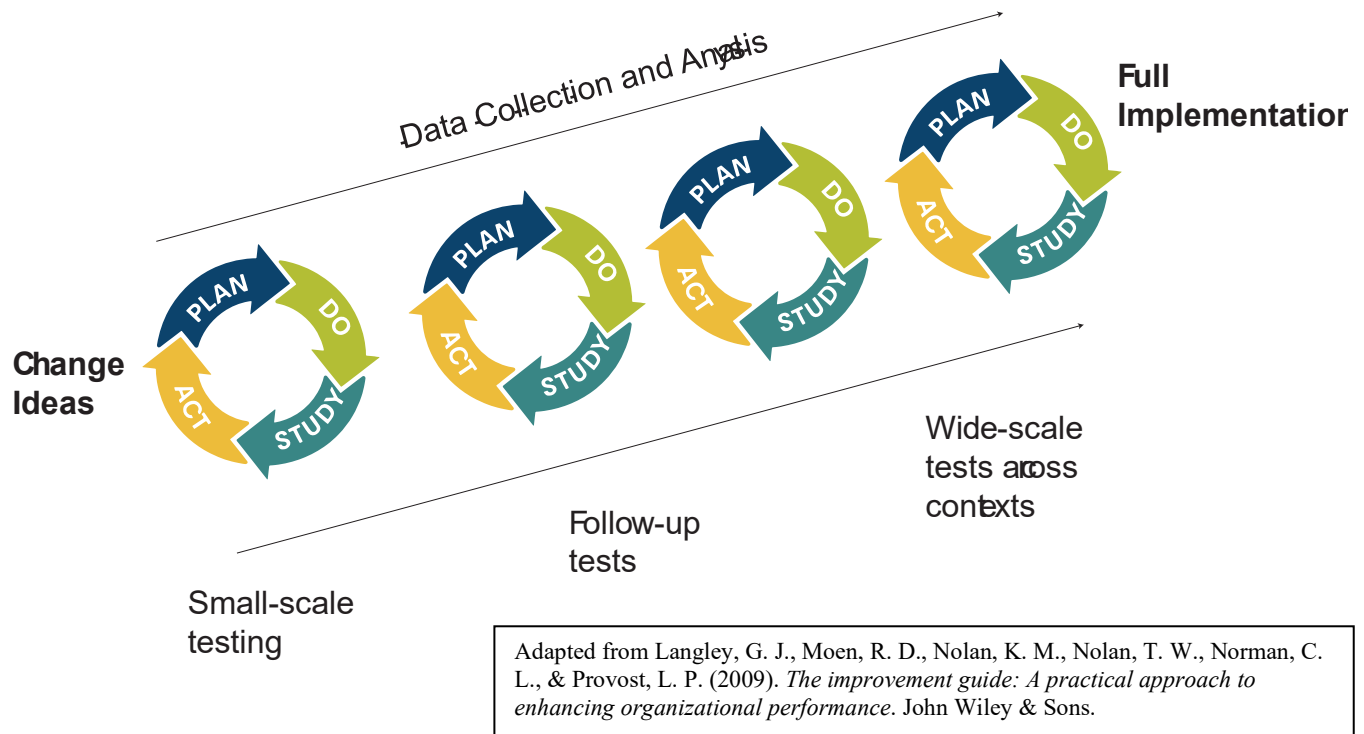 Data Collection and Analysis
Full
Implementation
PLAN
DO
STUDY
ACT
PLAN
DO
STUDY
ACT
PLAN
DO
STUDY
ACT
PLAN
DO
STUDY
ACT
Change
Ideas
Wide-scale
tests across
contexts
Follow-up
tests
Small-scale
testing
Adapted from Langley, G. J., Moen, R. D., Nolan, K. M., Nolan, T. W., Norman, C.
L., & Provost, L. P. (2009). The improvement guide: A practical approach to
enhancing organizational performance. John Wiley & Sons.